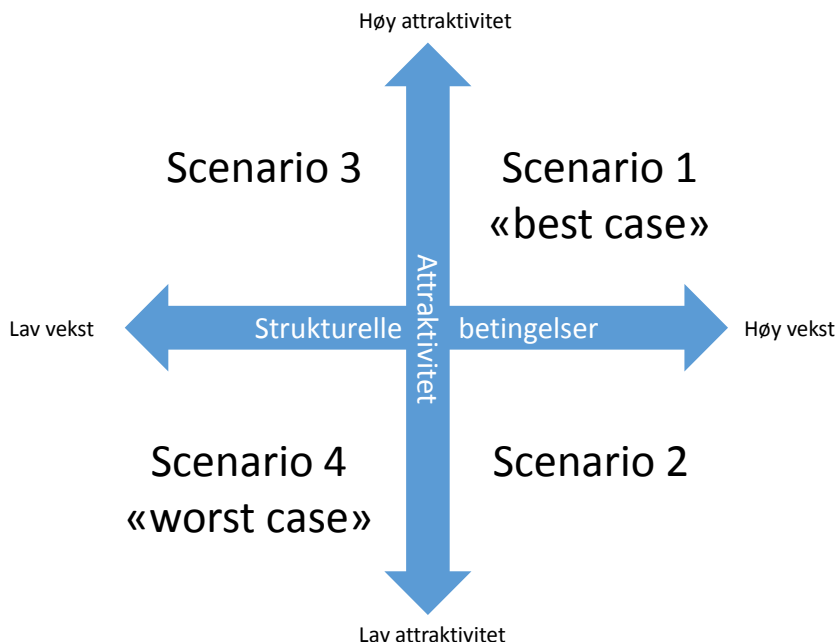 Høy attraktivitet
Scenario 3
Scenario 1
«best case»
Attraktivitet
Lav vekst
Strukturelle betingelser
Høy vekst
Scenario 4
«worst case»
Scenario 2
Lav attraktivitet